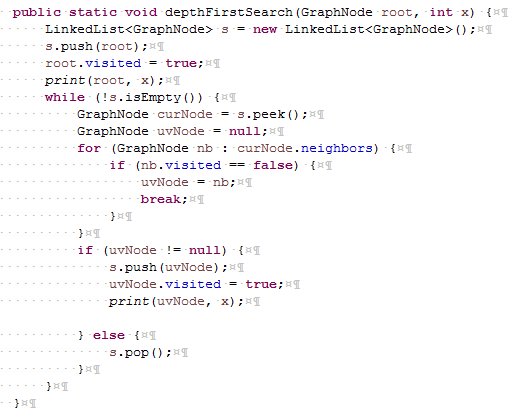 public static void depthFirstSearch(GraphNode root, int x) {¤¶
LinkedList<GraphNode> s = new LinkedList<GraphNode>();¤¶
s.push(root);¤¶
root.visited = true;¤¶
print(root, x);¤¶
while (!s.isEmpty()) {¤¶
GraphNode curNode = s.peek();¤¶
GraphNode uvNode = null;¤¶
for (GraphNode nb : curNode.neighbors) {¤¶
if (nb.visited == false) {¤¶
uvNode = nb;¤¶
break;¤¶
}¤¶
}¤¶
if (uvNode != null) {¤¶
s.push(uvNode);¤¶
uvNode.visited = true;¤¶
print(uvNode, x);¤¶
¤¶
} else {¤¶
s.pop();¤¶
}¤¶
}¤¶
}¤¶